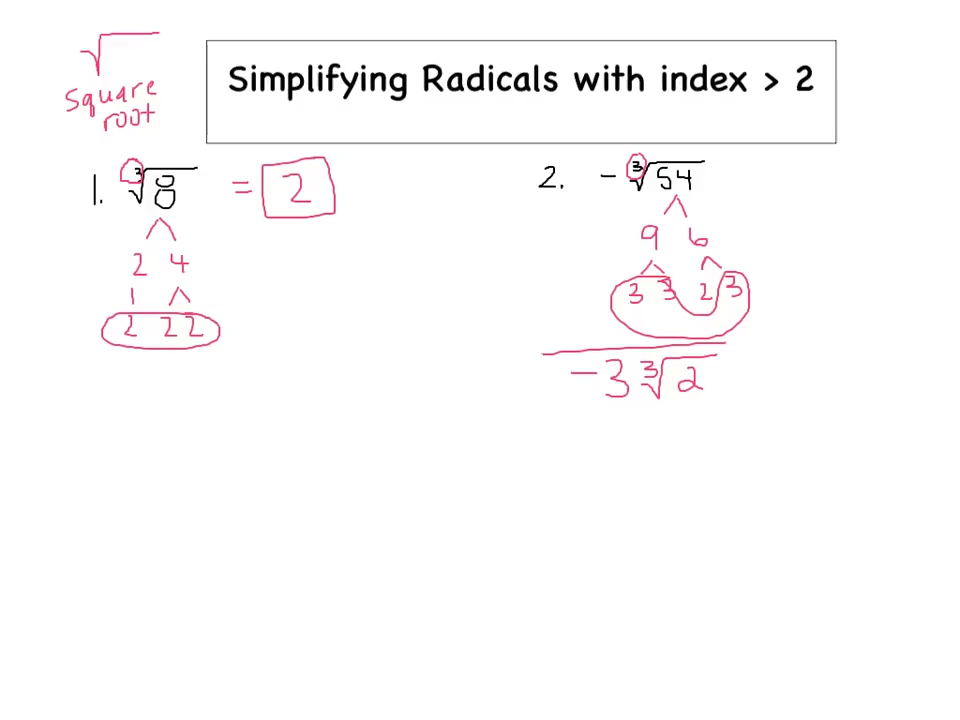 √
Square
root
Simplifying Radicals with index > 2
1. ∛8 = 2
2 4
2 2 2
2. - ∛54
9 6
3 3 2 3
-3 ∛2